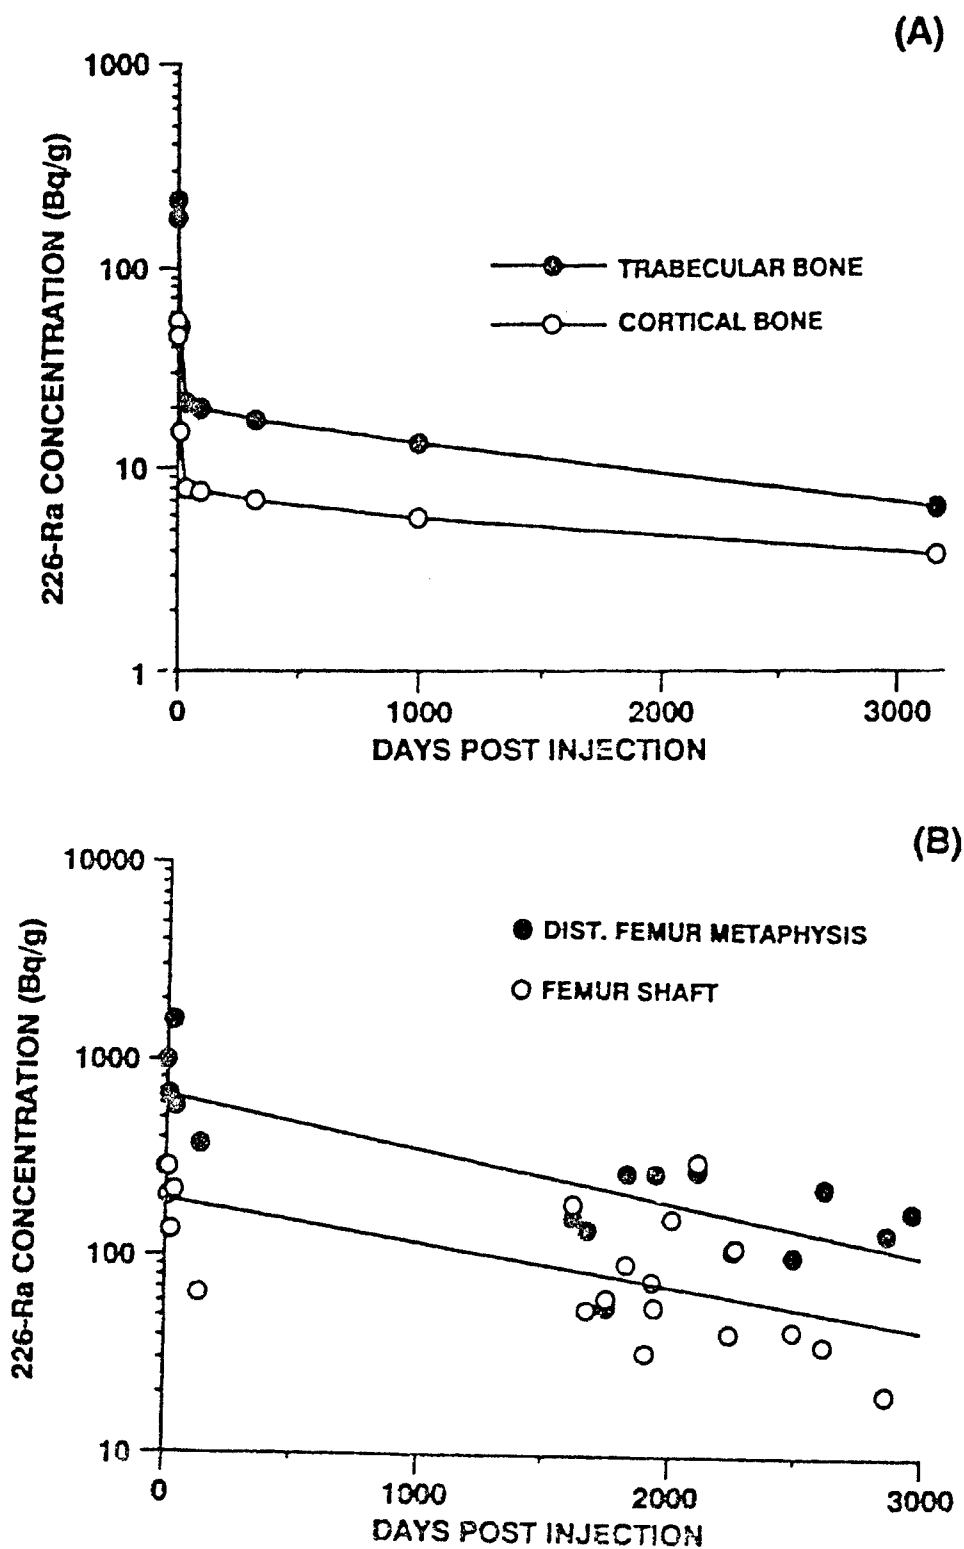 (A)
1000
100
10
1
226-Ra CONCENTRATION (Bq/g)
TRABECULAR BONE
CORTICAL BONE
0 1000 2000 3000
DAYS POST INJECTION
(B)
10000
1000
100
10
226-Ra CONCENTRATION (Bq/g)
DIST. FEMUR METAPHYSIS
FEMUR SHAFT
0 1000 2000 3000
DAYS POST INJECTION